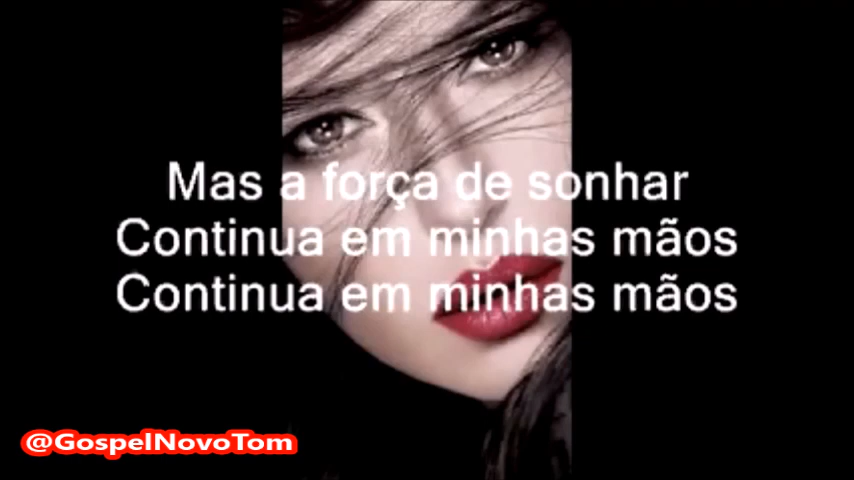 Mas a força de sonhar
Continua em minhas mãos
Continua em minhas mãos
@GospelNovoTom